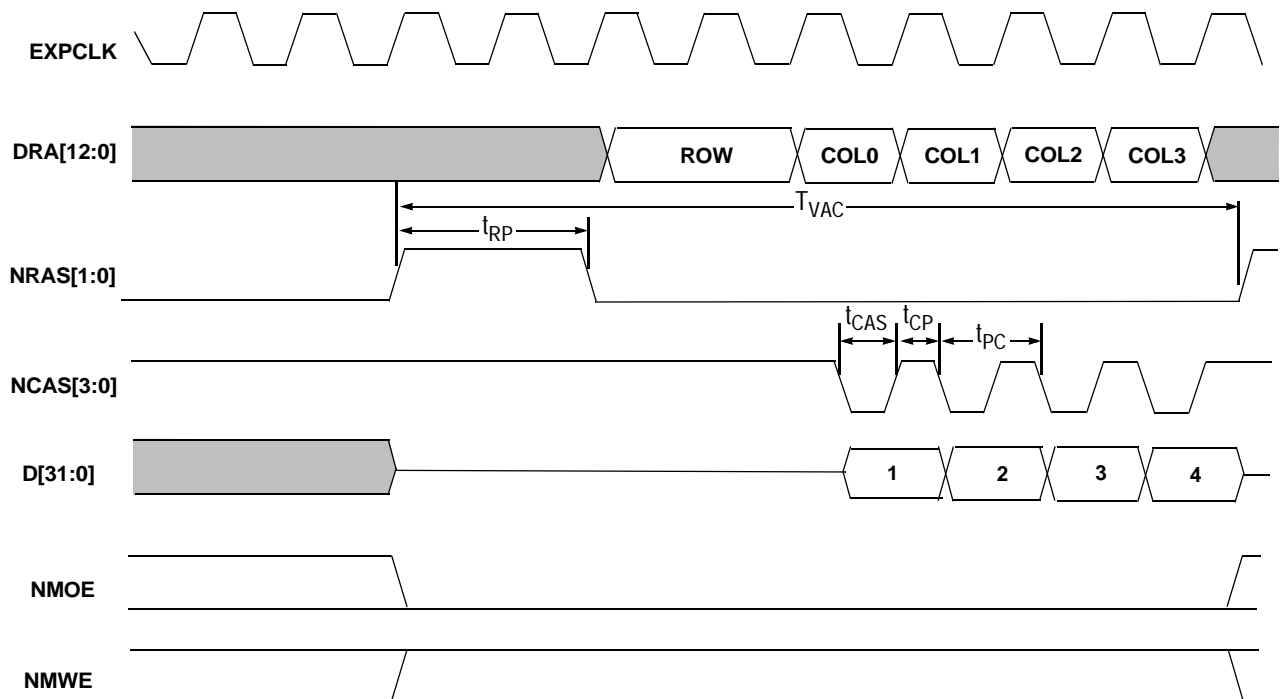 EXPCLK
DRA[12:0]
ROW
COL0
COL1
COL2
COL3
TVAC
tRP
NRAS[1:0]
tCAS
tCP
tPC
NCAS[3:0]
D[31:0]
1
2
3
4
NMOE
NMWE